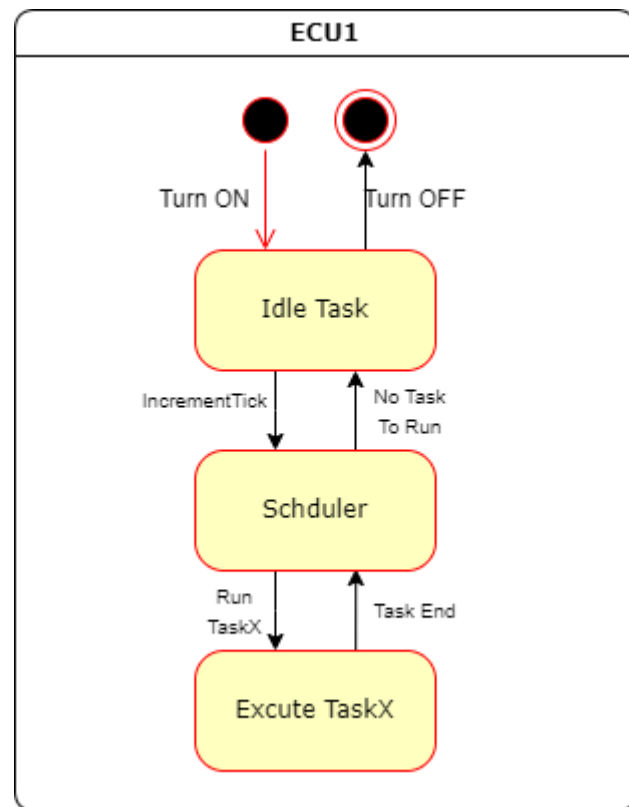 ECU1
Turn ON
Turn OFF
Idle Task
IncrementTick
No Task
To Run
Schduler
Run
TaskX
Task End
Excute TaskX